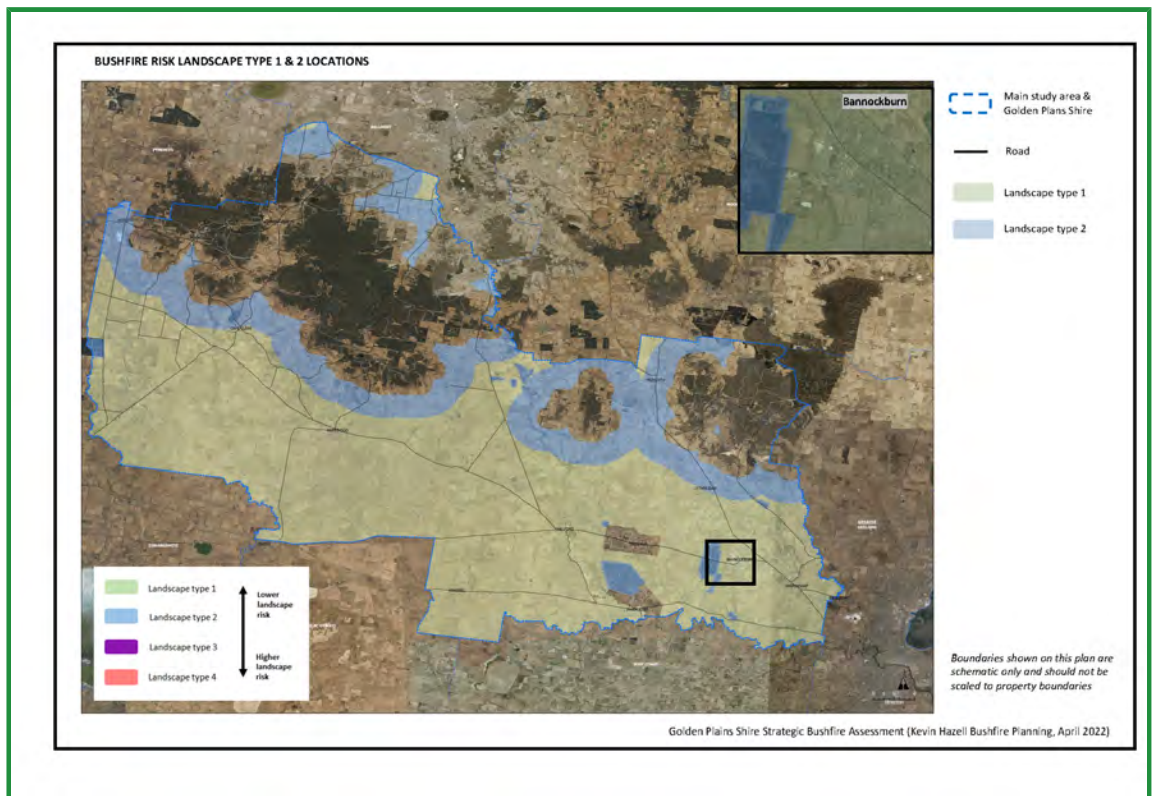 BUSHFIRE RISK LANDSCAPE TYPE 1 & 2 LOCATIONS
Bannockburn
Main study area &
Golden Plans Shire
Road
Landscape type 1
Landscape type 2
Landscape type 1
Landscape type 2
Landscape type 3
Landscape type 4
Lower
landscape
risk
Higher
landscape
risk
Boundaries shown on this plan are
schematic only and should not be
scaled to property boundaries
Golden Plains Shire Strategic Bushfire Assessment (Kevin Hazell Bushfire Planning, April 2022)